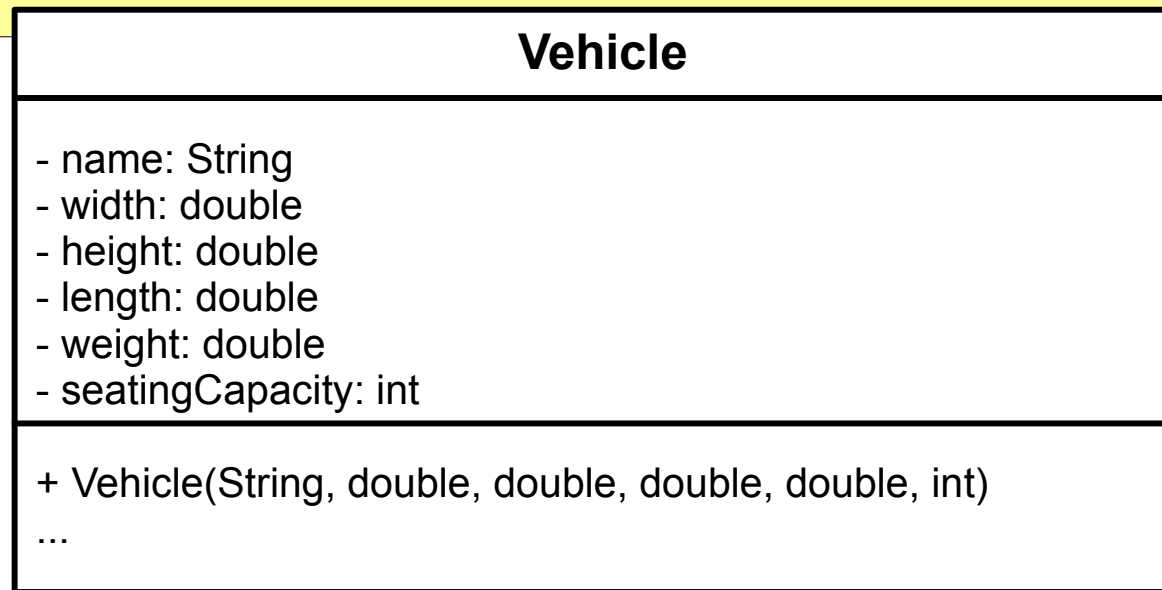 Vehicle
- name: String
- width: double
- height: double
- length: double
- weight: double
- seatingCapacity: int
+ Vehicle(String, double, double, double, double, int)
...